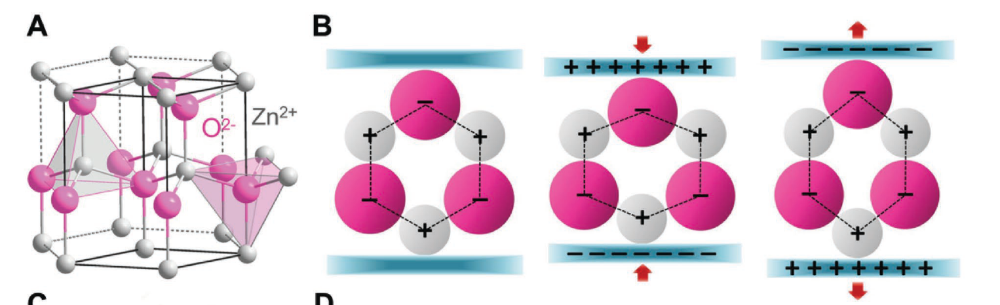 A
B
O2-
Zn2+
+ + + + + + +
− − − − − − −
− − − − − − −
+ + + + + + +
−
+
+
−
−
+
−
+
+
−
−
+
−
+
+
−
−
+
C
D